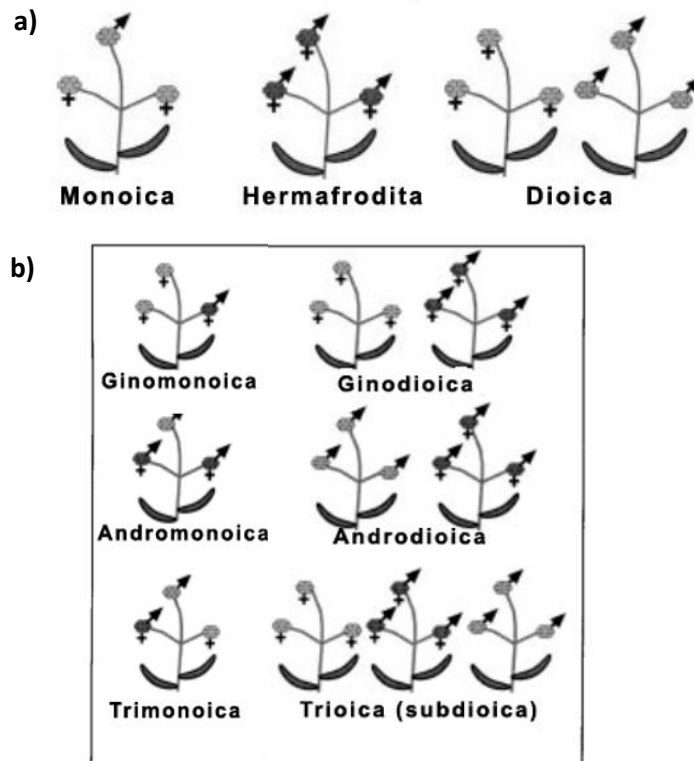 a)
Monoica Hermafrodita Dioica
b)
Ginomonoica Ginodioica
Andromonoica Androdioica
Trimonoica Trioica (subdioica)